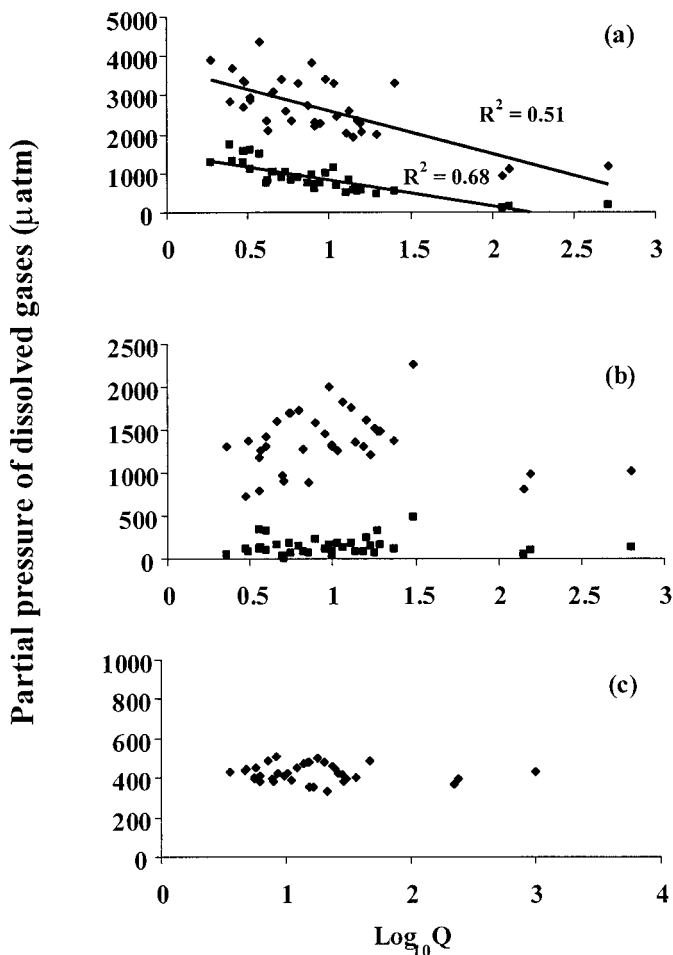 Partial pressure of dissolved gases (μatm)
(a)
5000
4000
3000
2000
1000
0
R² = 0.51
R² = 0.68
0 0.5 1 1.5 2 2.5 3
(b)
2500
2000
1500
1000
500
0
0 0.5 1 1.5 2 2.5 3
(c)
1000
800
600
400
200
0
0 1 2 3 4
Log₁₀Q